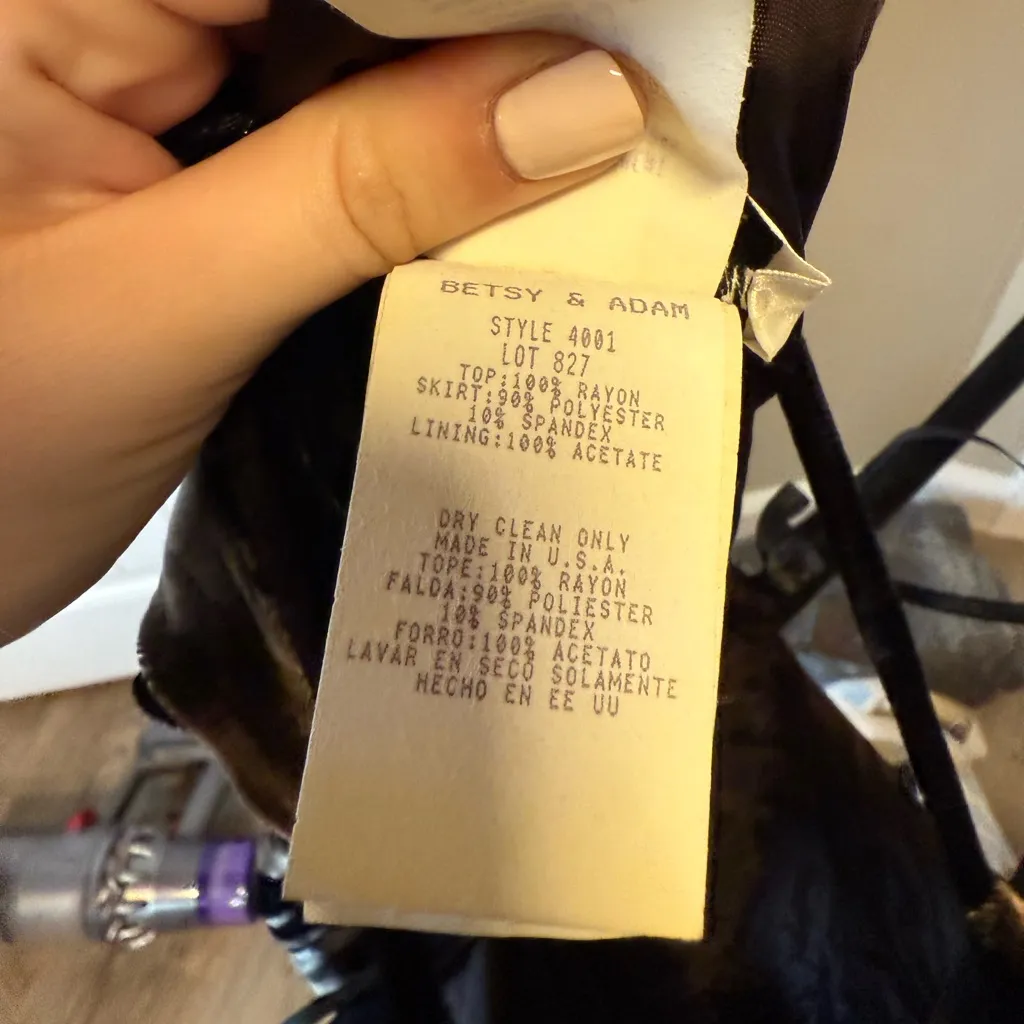 BETSY & ADAM
STYLE 4001
LOT 827
TOP:100% RAYON
SKIRT:90% POLYESTER
10% SPANDEX
LINING:100% ACETATE
DRY CLEAN ONLY
MADE IN U.S.A.
TOPE:100% RAYON
FALDA:90% POLIESTER
10% SPANDEX
FORRO:100% ACETATO
LAVAR EN SECO SOLAMENTE
HECHO EN EE UU